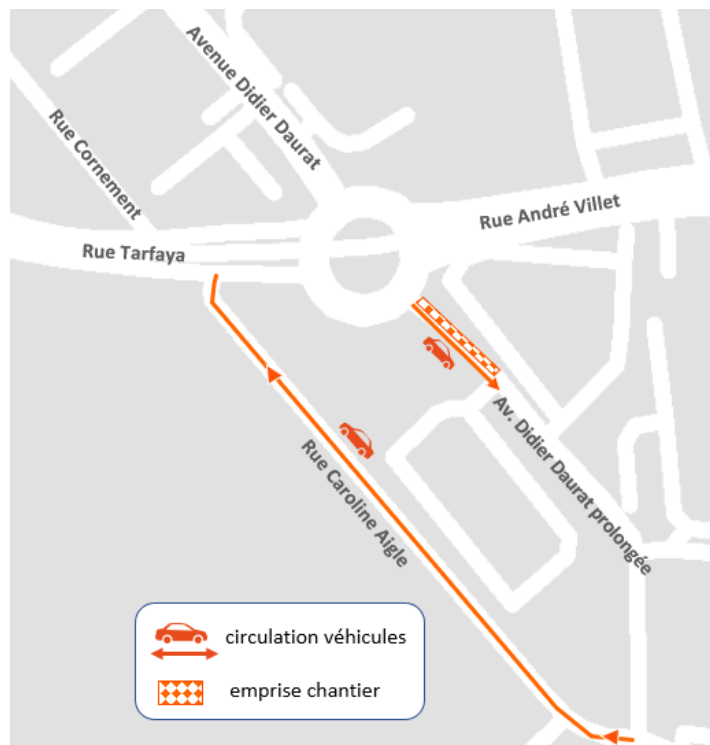 Avenue Didier Daurat
Rue Cornement
Rue André Villet
Rue Tarfaya
Av. Didier Daurat prolongée
Rue Caroline Aigle
circulation véhicules
emprise chantier